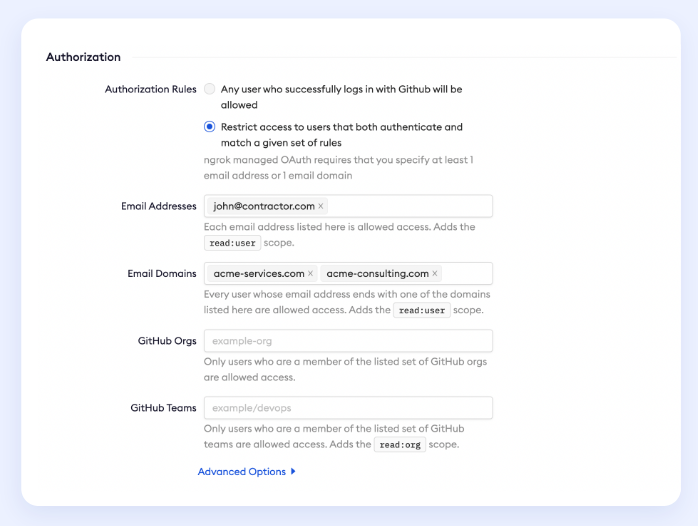 Authorization
Authorization Rules
Any user who successfully logs in with Github will be
allowed
Restrict access to users that both authenticate and
match a given set of rules
ngrok managed OAuth requires that you specify at least 1
email address or 1 email domain
Email Addresses
john@contractor.com ×
Each email address listed here is allowed access. Adds the
read:user scope.
Email Domains
acme-services.com × acme-consulting.com ×
Every user whose email address ends with one of the domains
listed here are allowed access. Adds the read:user scope.
GitHub Orgs
example-org
Only users who are a member of the listed set of GitHub orgs
are allowed access.
GitHub Teams
example/devops
Only users who are a member of the listed set of GitHub
teams are allowed access. Adds the read:org scope.
Advanced Options